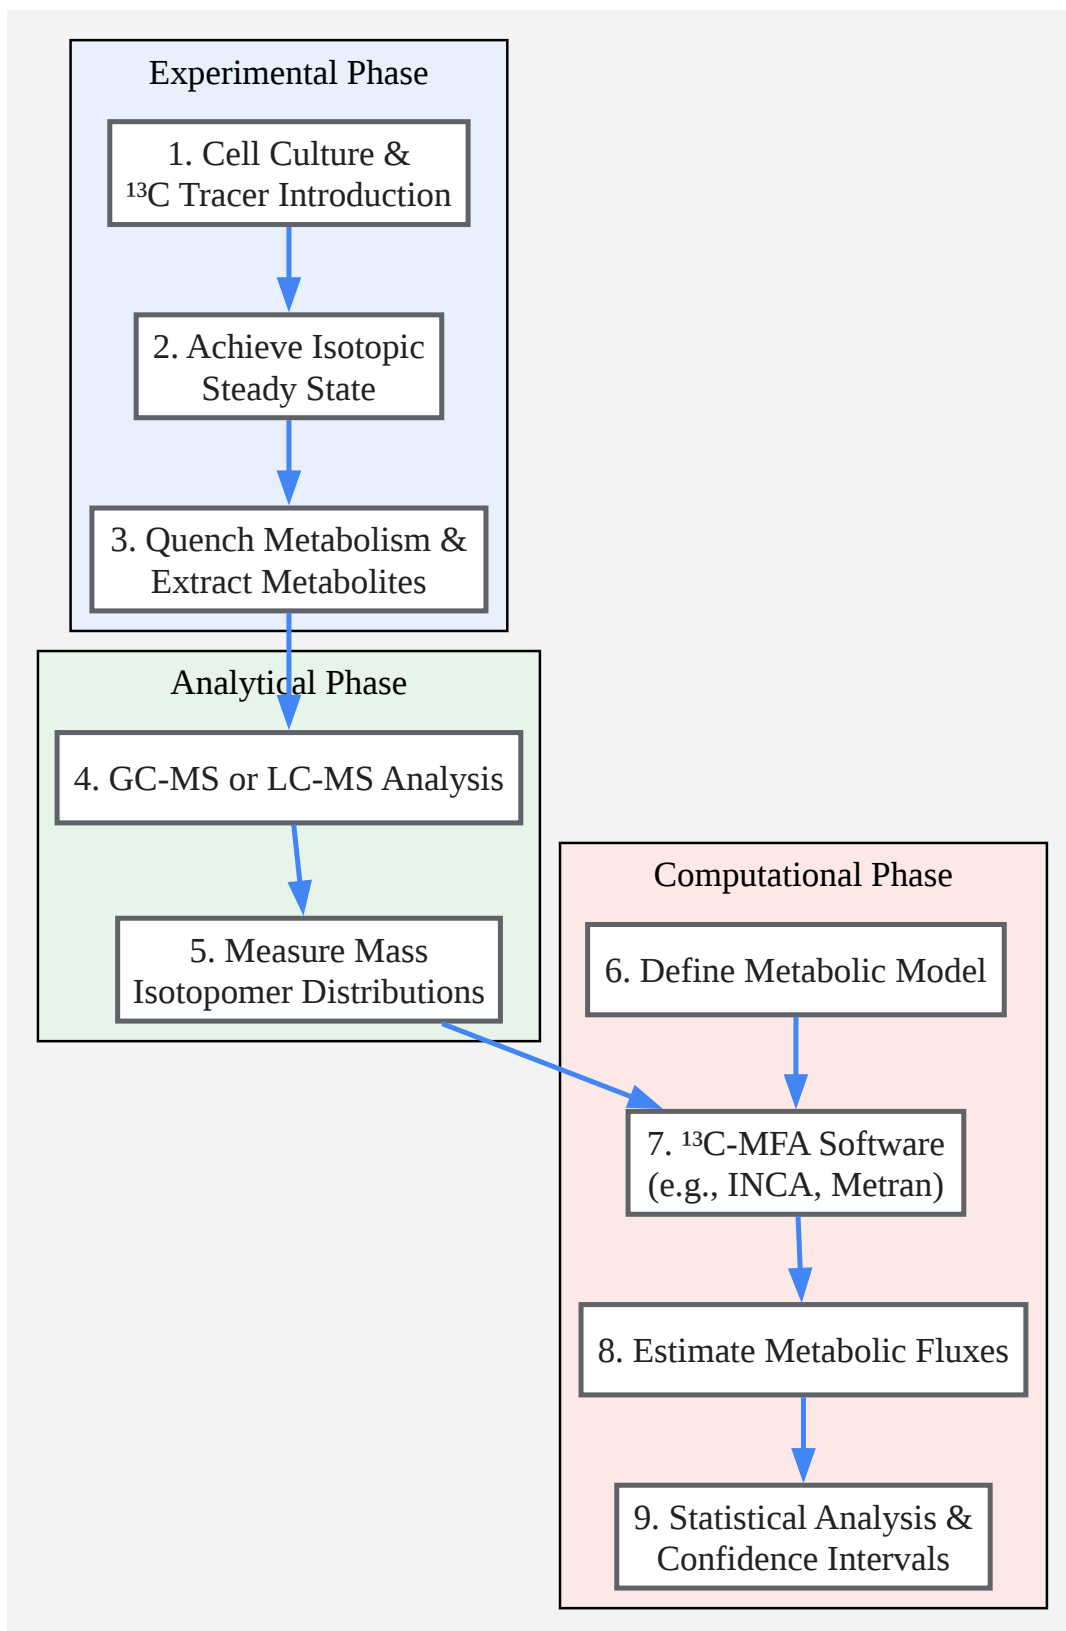 Experimental Phase
1. Cell Culture &
¹³C Tracer Introduction
2. Achieve Isotopic
Steady State
3. Quench Metabolism &
Extract Metabolites
Analytical Phase
4. GC-MS or LC-MS Analysis
5. Measure Mass
Isotopomer Distributions
Computational Phase
6. Define Metabolic Model
7. ¹³C-MFA Software
(e.g., INCA, Metran)
8. Estimate Metabolic Fluxes
9. Statistical Analysis &
Confidence Intervals